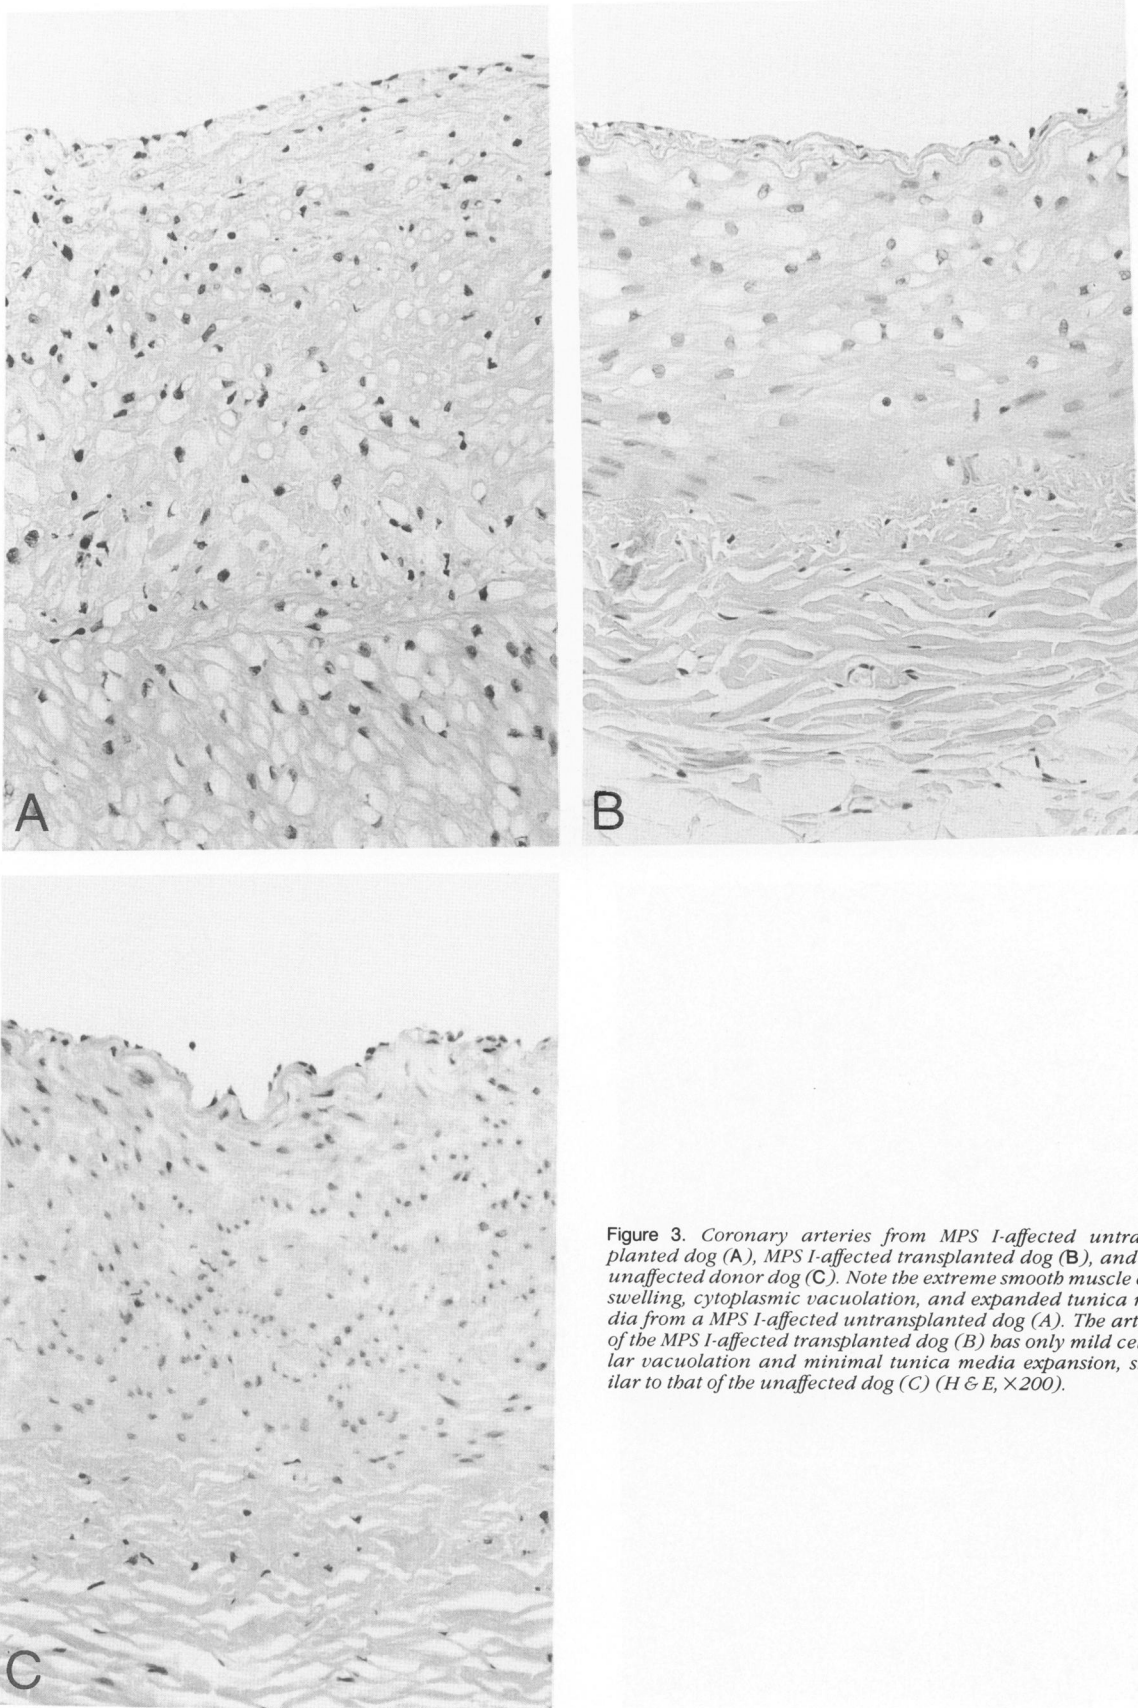 A
B
C
Figure 3. Coronary arteries from MPS I-affected untra
planted dog (A), MPS I-affected transplanted dog (B), and
unaffected donor dog (C). Note the extreme smooth muscle
swelling, cytoplasmic vacuolation, and expanded tunica
dia from a MPS I-affected untransplanted dog (A). The art
of the MPS I-affected transplanted dog (B) has only mild ce
lar vacuolation and minimal tunica media expansion, s
ilar to that of the unaffected dog (C) (H & E, ×200).